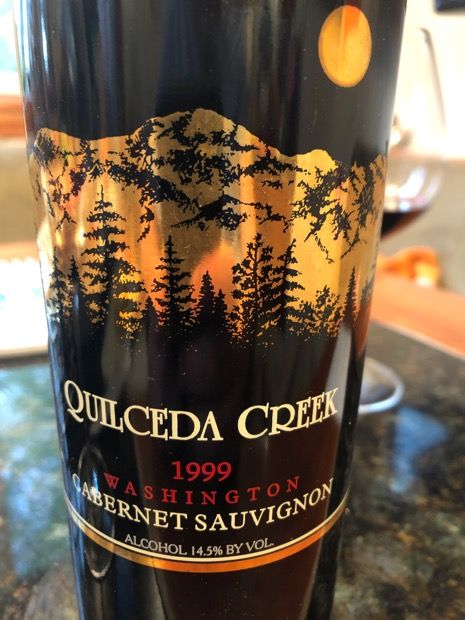 QUILCEDA CREEK
1999
WASHINGTON
CABERNET SAUVIGNON
ALCOHOL 14.5% BY VOL.